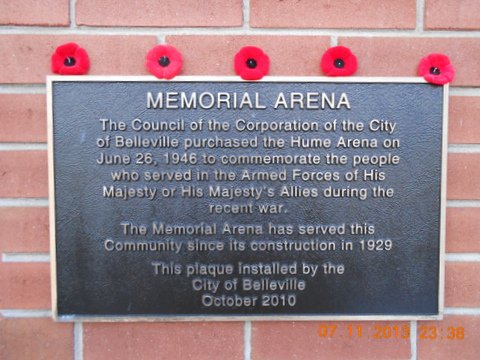 MEMORIAL ARENA
The Council of the Corporation of the City
of Belleville purchased the Hume Arena on
June 26, 1946 to commemorate the people
who served in the Armed Forces of His
Majesty or His Majesty's Allies during the
recent war.
The Memorial Arena has served this
Community since its construction in 1929
This plaque installed by the
City of Belleville
October 2010
07.11.2013 23:36